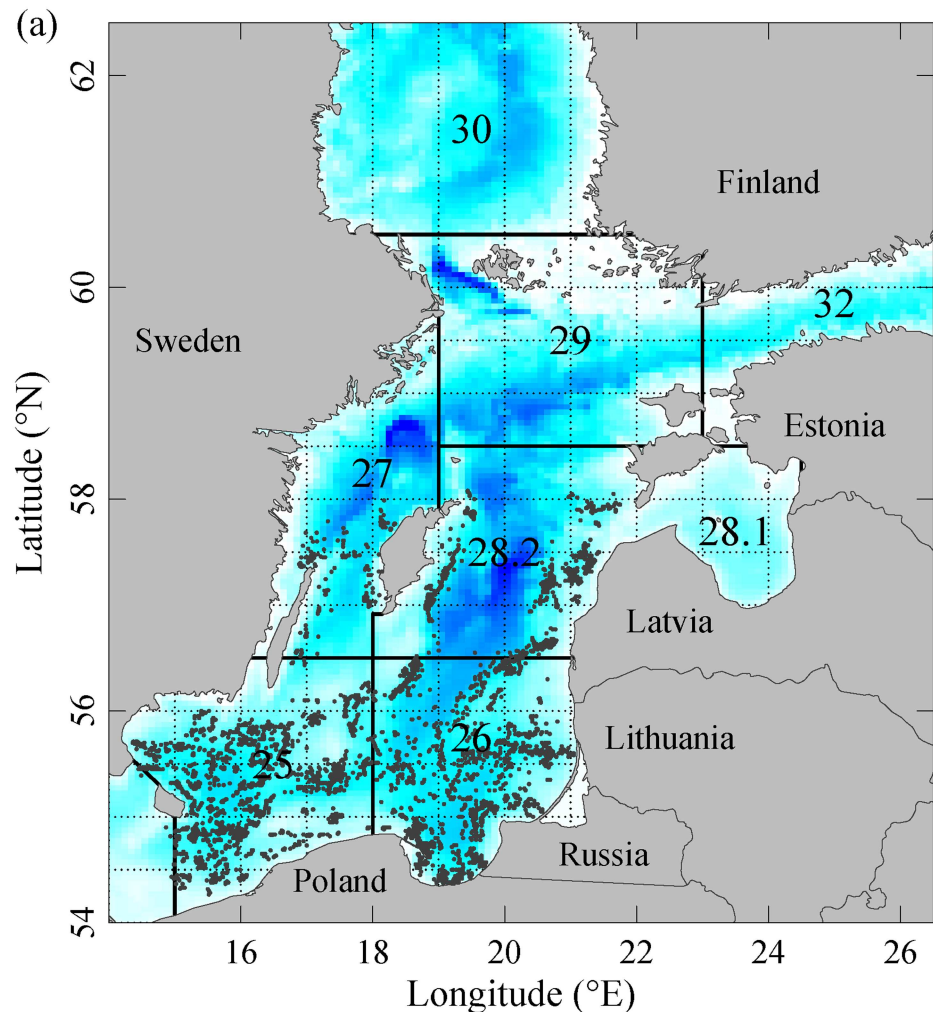 (a)
62
30
Finland
60
32
Sweden
29
Estonia
27
58
28.2
28.1
Latvia
56
Lithuania
26
25
Russia
Poland
54
16
18
20
22
24
26
Latitude (°N)
Longitude (°E)